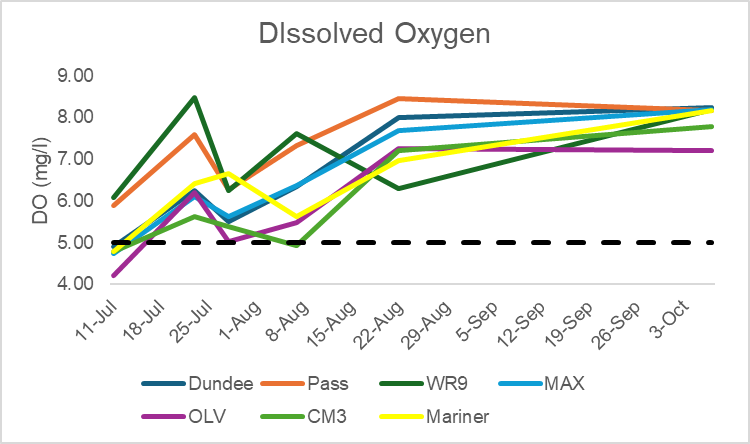 DIssolved Oxygen
DO (mg/l)
9.00
8.00
7.00
6.00
5.00
4.00
11-Jul 18-Jul 25-Jul 1-Aug 8-Aug 15-Aug 22-Aug 29-Aug 5-Sep 12-Sep 19-Sep 26-Sep 3-Oct
Dundee Pass WR9 MAX
OLV CM3 Mariner